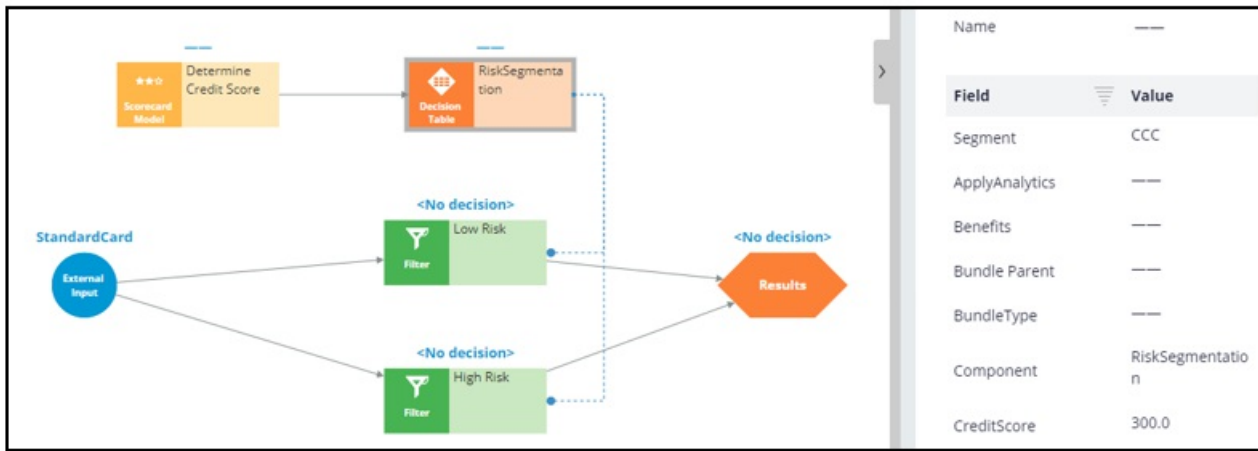 ——
——
Determine
Credit Score
Scorecard
Model
RiskSegmenta
tion
Decision
Table
<No decision>
Low Risk
Filter
StandardCard
External
Input
<No decision>
Results
<No decision>
High Risk
Filter
>
Name ——
Field Value
Segment CCC
ApplyAnalytics ——
Benefits ——
Bundle Parent ——
BundleType ——
Component RiskSegmentatio
n
CreditScore 300.0